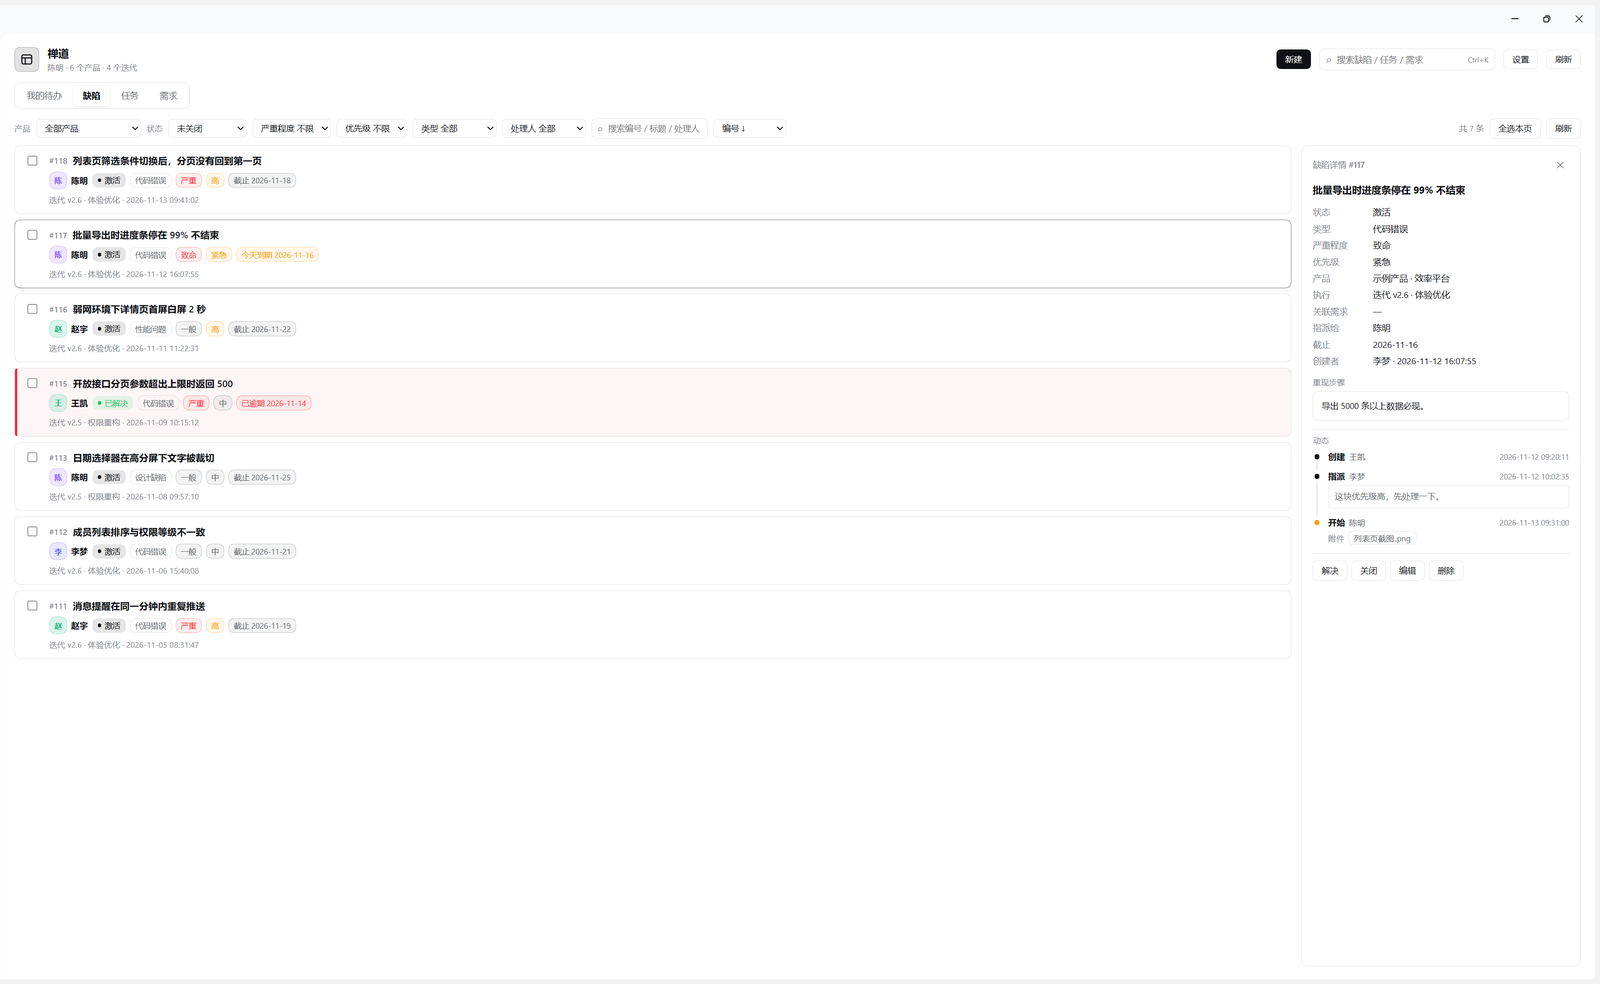 禅道
陈明 · 6 个产品 · 4 个迭代
新建
搜索缺陷 / 任务 / 需求 Ctrl+K
设置
刷新
我的待办 缺陷 任务 需求
产品 全部产品 状态 未关闭 严重程度 不限 优先级 不限 类型 全部 处理人 全部 搜索编号 / 标题 / 处理人 编号 ↓ 共 7 条 全选本页 刷新
#118 列表页筛选条件切换后，分页没有回到第一页
陈 陈明 激活 代码错误 严重 高 截止 2026-11-18
迭代 v2.6 · 体验优化 · 2026-11-13 09:41:02
#117 批量导出时进度条停在 99% 不结束
陈 陈明 激活 代码错误 致命 紧急 今天到期 2026-11-16
迭代 v2.6 · 体验优化 · 2026-11-12 16:07:55
#116 弱网环境下详情页首屏白屏 2 秒
赵 赵宇 激活 性能问题 一般 高 截止 2026-11-22
迭代 v2.6 · 体验优化 · 2026-11-11 11:22:31
#115 开放接口分页参数超出上限时返回 500
王 王凯 已解决 代码错误 严重 中 已逾期 2026-11-14
迭代 v2.5 · 权限重构 · 2026-11-09 10:15:12
#113 日期选择器在高分屏下文字被裁切
陈 陈明 激活 设计缺陷 一般 中 截止 2026-11-25
迭代 v2.5 · 权限重构 · 2026-11-08 09:57:10
#112 成员列表排序与权限等级不一致
李 李梦 激活 代码错误 一般 中 截止 2026-11-21
迭代 v2.6 · 体验优化 · 2026-11-06 15:40:08
#111 消息提醒在同一分钟内重复推送
赵 赵宇 激活 代码错误 严重 高 截止 2026-11-19
迭代 v2.6 · 体验优化 · 2026-11-05 08:31:47
缺陷详情 #117
批量导出时进度条停在 99% 不结束
状态 激活
类型 代码错误
严重程度 致命
优先级 紧急
产品 示例产品 · 效率平台
执行 迭代 v2.6 · 体验优化
关联需求 —
指派给 陈明
截止 2026-11-16
创建者 李梦 · 2026-11-12 16:07:55
重现步骤
导出 5000 条以上数据必现。
动态
创建 王凯 2026-11-12 09:20:11
指派 李梦 2026-11-12 10:02:35
这块优先级高，先处理一下。
开始 陈明 2026-11-13 09:31:00
附件 列表页截图.png
解决 关闭 编辑 删除